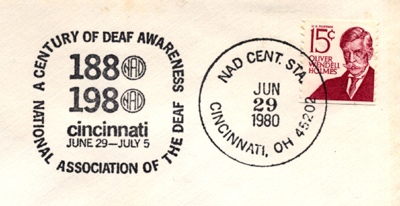 A CENTURY OF DEAF AWARENESS
1880 NAD
1980 NAD
cincinnati
JUNE 29—JULY 5
NATIONAL ASSOCIATION OF THE DEAF
NAD CENT. STA.
JUN
29
1980
CINCINNATI, OH 45202
U.S. POSTAGE
15c
OLIVER
WENDELL
HOLMES